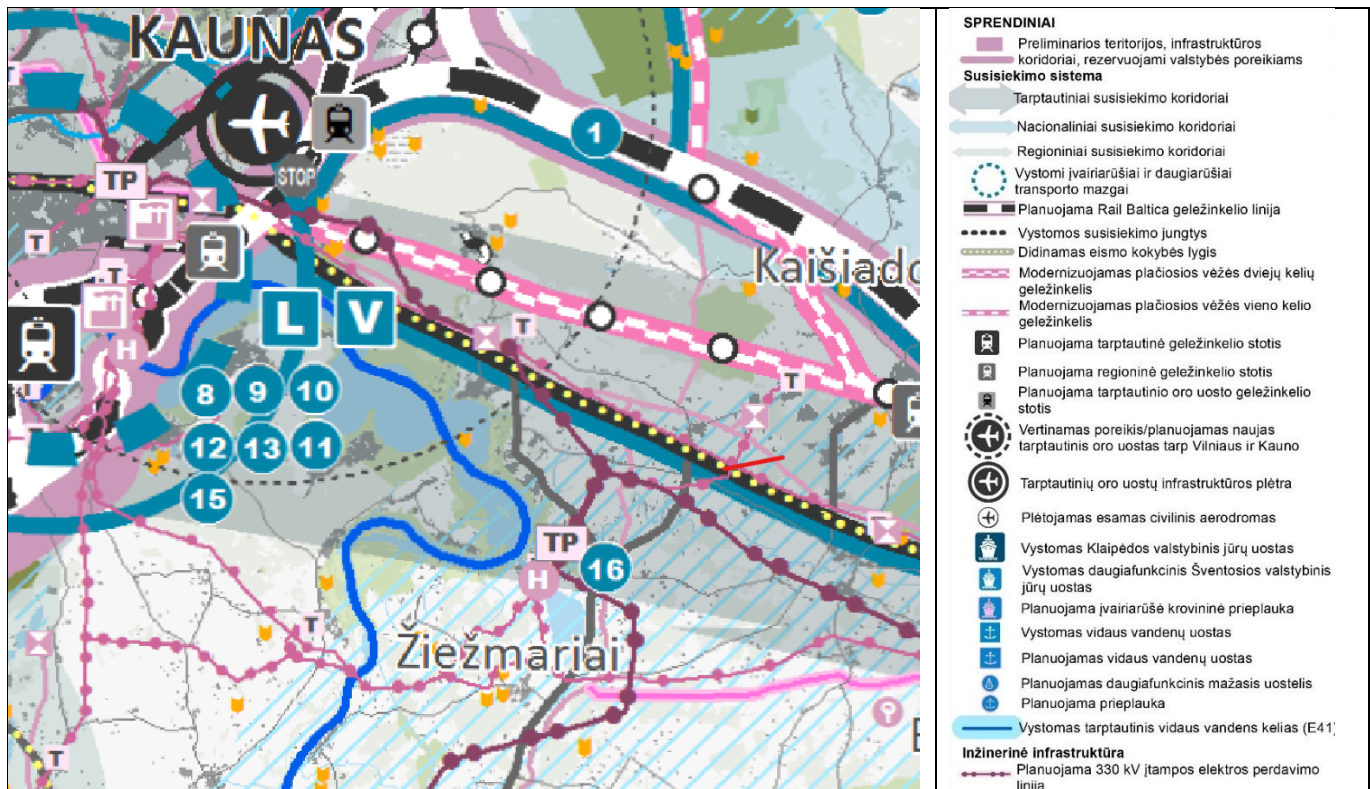 KAUNAS
T
1
TP
STOP
T
Kaišiado
T
L
V
T
H
T
8
9
10
T
12
13
11
15
TP
16
H
T
Žiežmariai
T
SPRENDINIAI
Preliminarios teritorijos, infrastruktūros
koridoriai, rezervuojami valstybės poreikiams
Susisiekimo sistema
Tarptautiniai susisiekimo koridoriai
Nacionaliniai susisiekimo koridoriai
Regioniniai susisiekimo koridoriai
Vystomi įvairiarūšiai ir daugiarūšiai
transporto mazgai
Planuojama Rail Baltica geležinkelio linija
Vystomos susisiekimo jungtys
Didinamas eismo kokybės lygis
Modernizuojamas plačiosios vėžės dviejų kelių
geležinkelis
Modernizuojamas plačiosios vėžės vieno kelio
geležinkelis
Planuojama tarptautinė geležinkelio stotis
Planuojama regioninė geležinkelio stotis
Planuojama tarptautinio oro uosto geležinkelio
stotis
Vertinamas poreikis/planuojamas naujas
tarptautinis oro uostas tarp Vilniaus ir Kauno
Tarptautinių oro uostų infrastruktūros plėtra
Plėtojamas esamas civilinis aerodromas
Vystomas Klaipėdos valstybinis jūrų uostas
Vystomas daugiafunkcinis Šventosios valstybinis
jūrų uostas
Planuojama įvairiarūšė krovininė prieplauka
Vystomas vidaus vandenų uostas
Planuojamas vidaus vandenų uostas
Planuojamas daugiafunkcinis mažasis uostelis
Planuojama prieplauka
Vystomas tarptautinis vidaus vandens kelias (E41)
Inžinerinė infrastruktūra
Planuojama 330 kV įtampos elektros perdavimo
linija